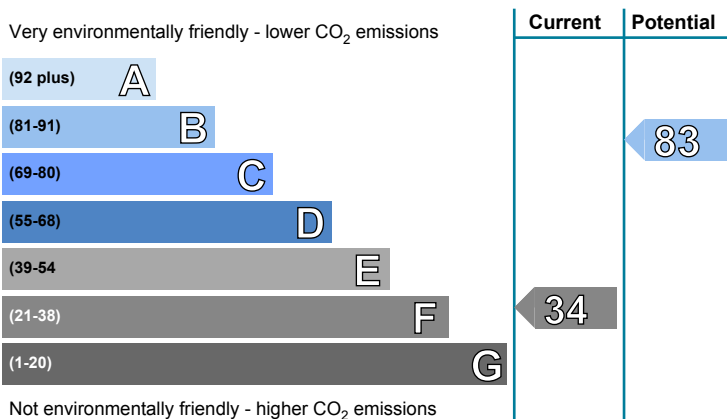 Current Potential
Very environmentally friendly - lower CO2 emissions
(92 plus) A
(81-91) B
83
(69-80) C
(55-68) D
(39-54 E
(21-38) F
34
(1-20) G
Not environmentally friendly - higher CO2 emissions